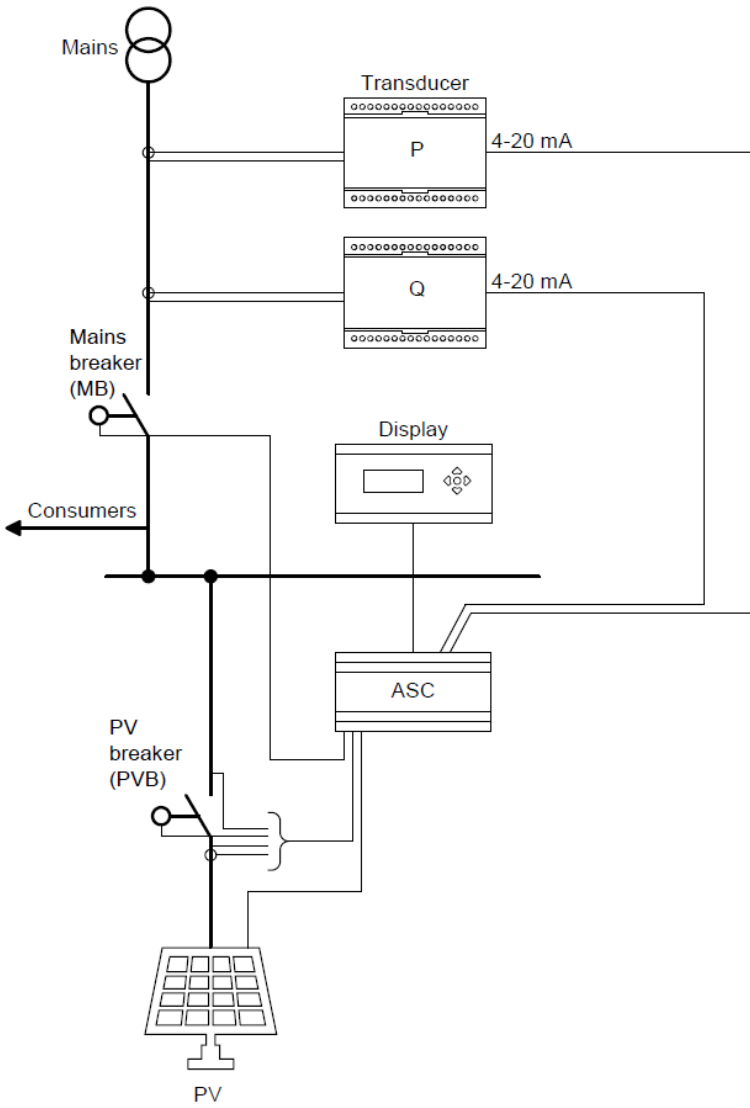 Mains
Transducer
P
4-20 mA
Q
4-20 mA
Mains
breaker
(MB)
Display
Consumers
ASC
PV
breaker
(PVB)
PV